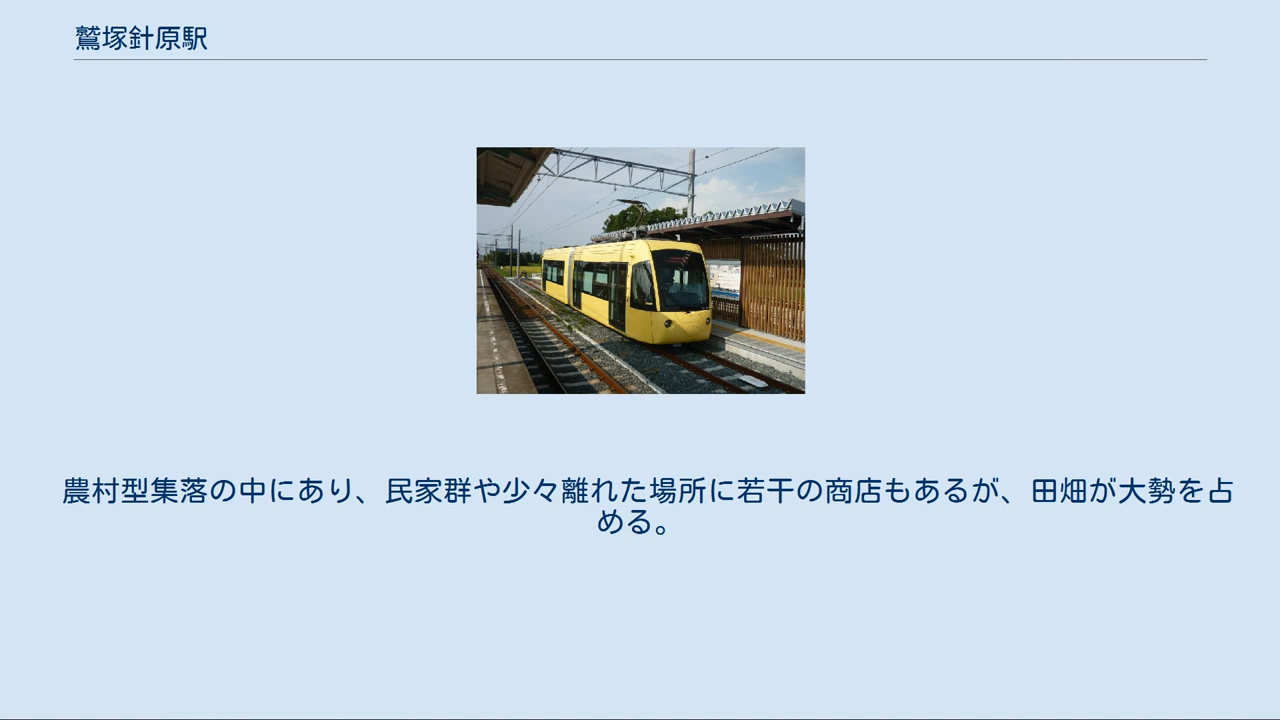 鷲塚針原駅
農村型集落の中にあり、民家群や少々離れた場所に若干の商店もあるが、田畑が大勢を占
める。